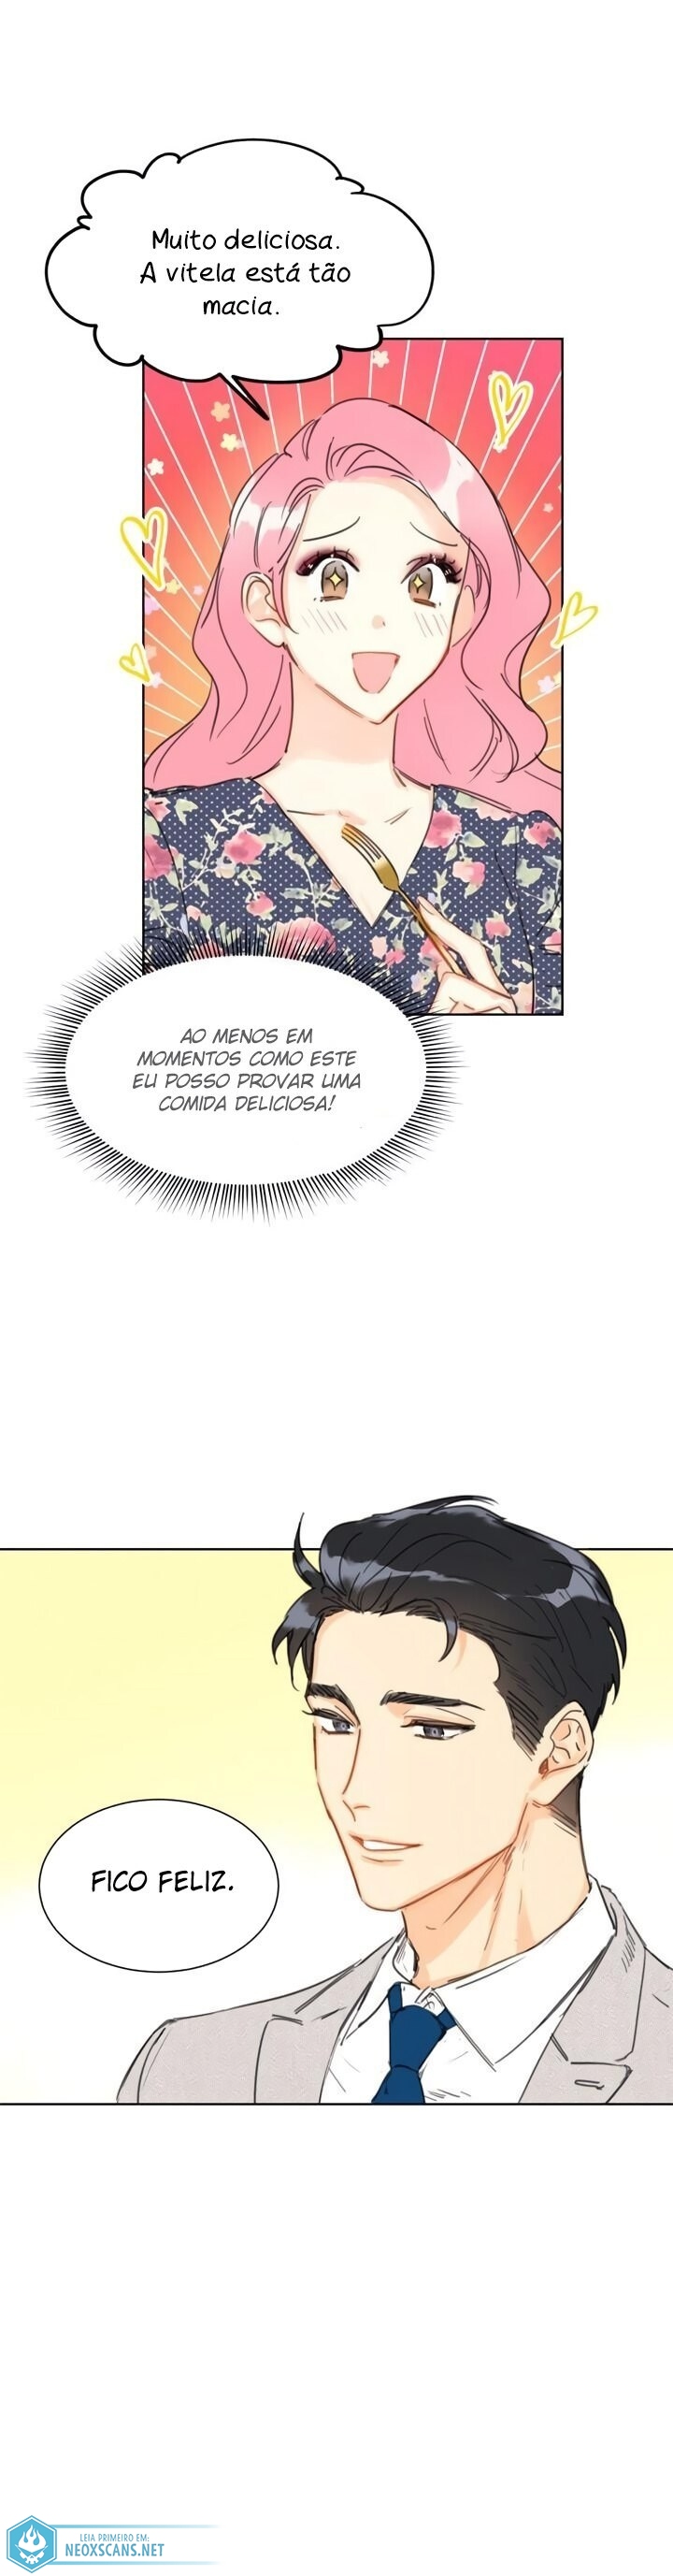 Muito deliciosa.
A vitela está tão
macia.
AO MENOS EM
MOMENTOS COMO ESTE
EU POSSO PROVAR UMA
COMIDA DELICIOSA!
FICO FELIZ.
LEIA PRIMEIRO EM:
NEOXSCANS.NET